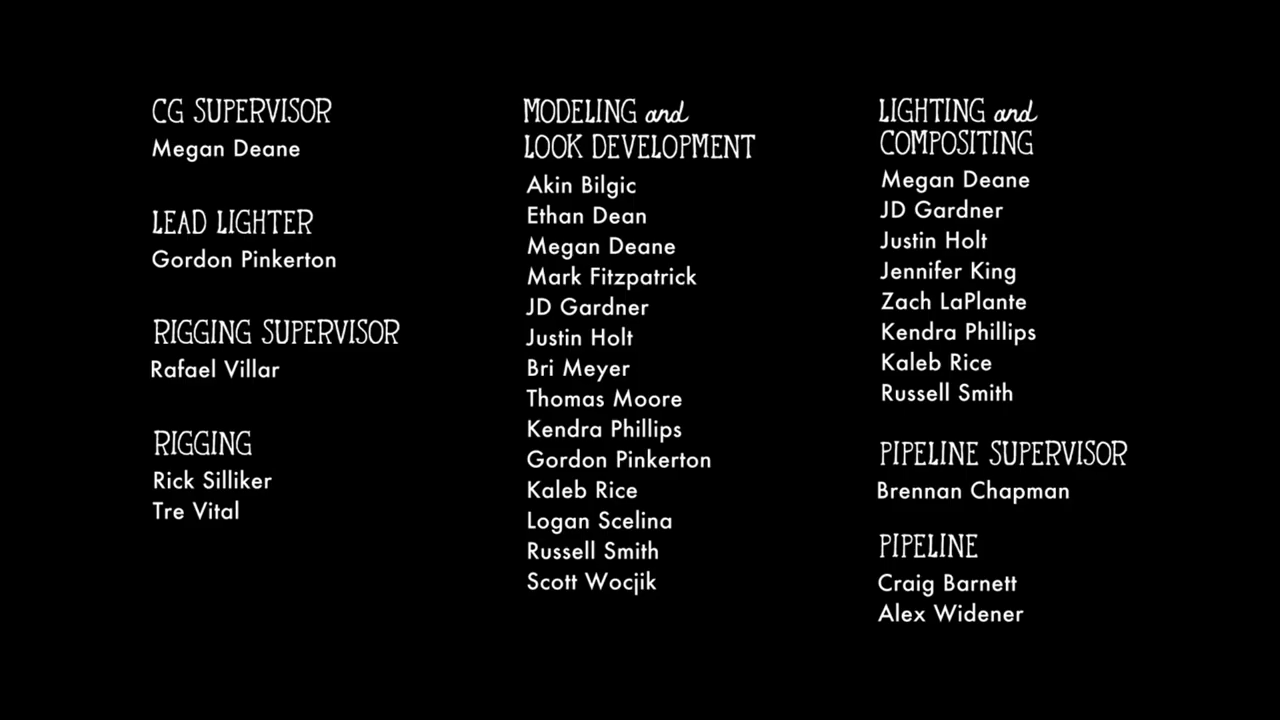 CG SUPERVISOR
Megan Deane
LEAD LIGHTER
Gordon Pinkerton
RIGGING SUPERVISOR
Rafael Villar
RIGGING
Rick Silliker
Tre Vital
MODELING and
LOOK DEVELOPMENT
Akin Bilgic
Ethan Dean
Megan Deane
Mark Fitzpatrick
JD Gardner
Justin Holt
Bri Meyer
Thomas Moore
Kendra Phillips
Gordon Pinkerton
Kaleb Rice
Logan Scelina
Russell Smith
Scott Wocjik
LIGHTING and
COMPOSITING
Megan Deane
JD Gardner
Justin Holt
Jennifer King
Zach LaPlante
Kendra Phillips
Kaleb Rice
Russell Smith
PIPELINE SUPERVISOR
Brennan Chapman
PIPELINE
Craig Barnett
Alex Widener